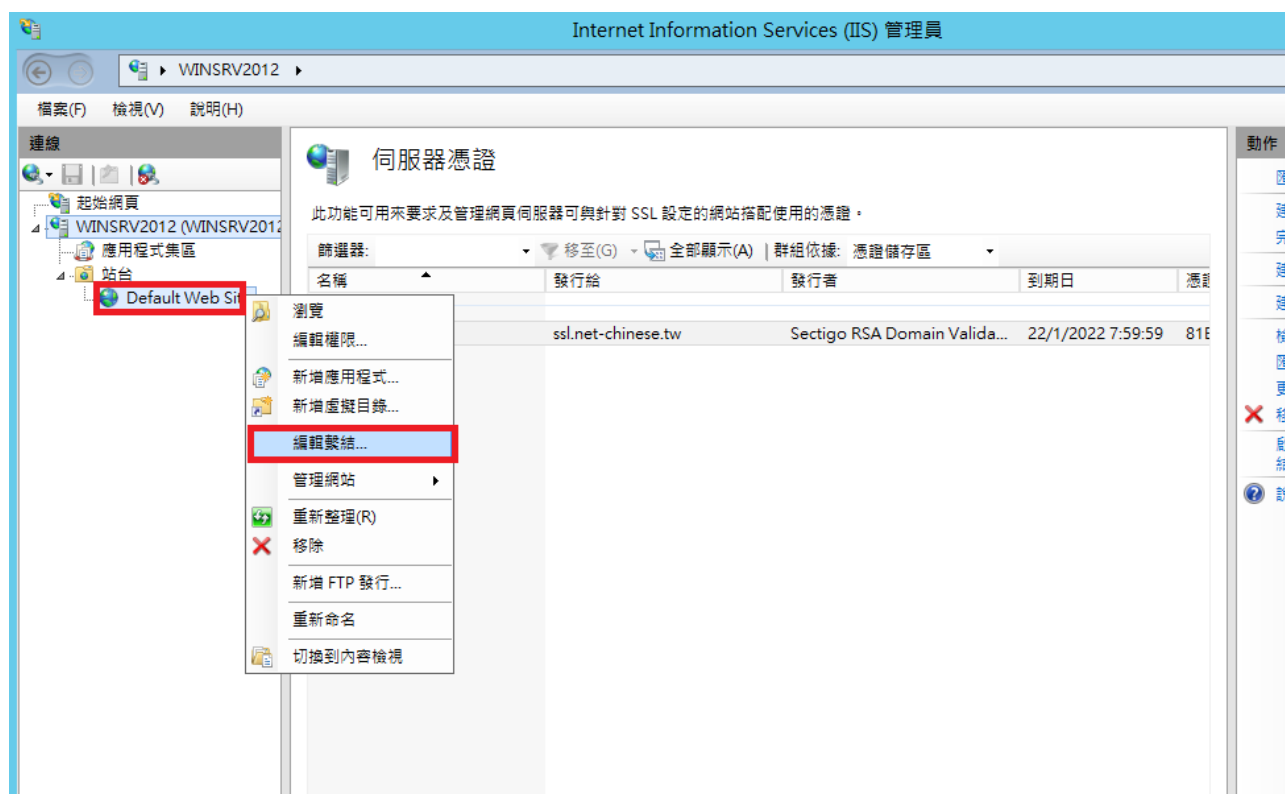 Internet Information Services (IIS) 管理員
WINSRV2012
檔案(F) 檢視(V) 說明(H)
連線
起始網頁
WINSRV2012 (WINSRV2012
應用程式集區
站台
Default Web Sit
伺服器憑證
此功能可用來要求及管理網頁伺服器可與針對 SSL 設定的網站搭配使用的憑證。
篩選器: 移至(G) 全部顯示(A) 群組依據: 憑證儲存區
名稱 發行給 發行者 到期日 憑證
ssl.net-chinese.tw Sectigo RSA Domain Valida... 22/1/2022 7:59:59 81E
瀏覽
編輯權限...
新增應用程式...
新增虛擬目錄...
編輯繫結...
管理網站
重新整理(R)
移除
新增 FTP 發行...
重新命名
切換到內容檢視
動作